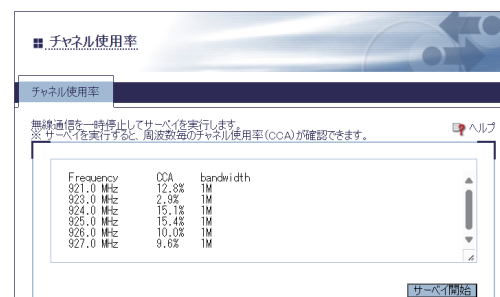 チャネル使用率
チャネル使用率
無線通信を一時停止してサーベイを実行します。
※ サーベイを実行すると、周波数毎のチャネル使用率(CCA)が確認できます。
ヘルプ
Frequency CCA bandwidth
921.0 MHz 12.8% 1M
923.0 MHz 2.9% 1M
924.0 MHz 15.1% 1M
925.0 MHz 15.4% 1M
926.0 MHz 10.0% 1M
927.0 MHz 9.6% 1M
サーベイ開始